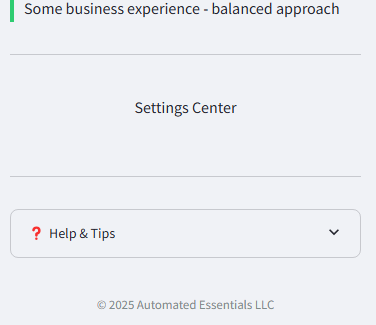 Some business experience - balanced approach
Settings Center
❓ Help & Tips
© 2025 Automated Essentials LLC